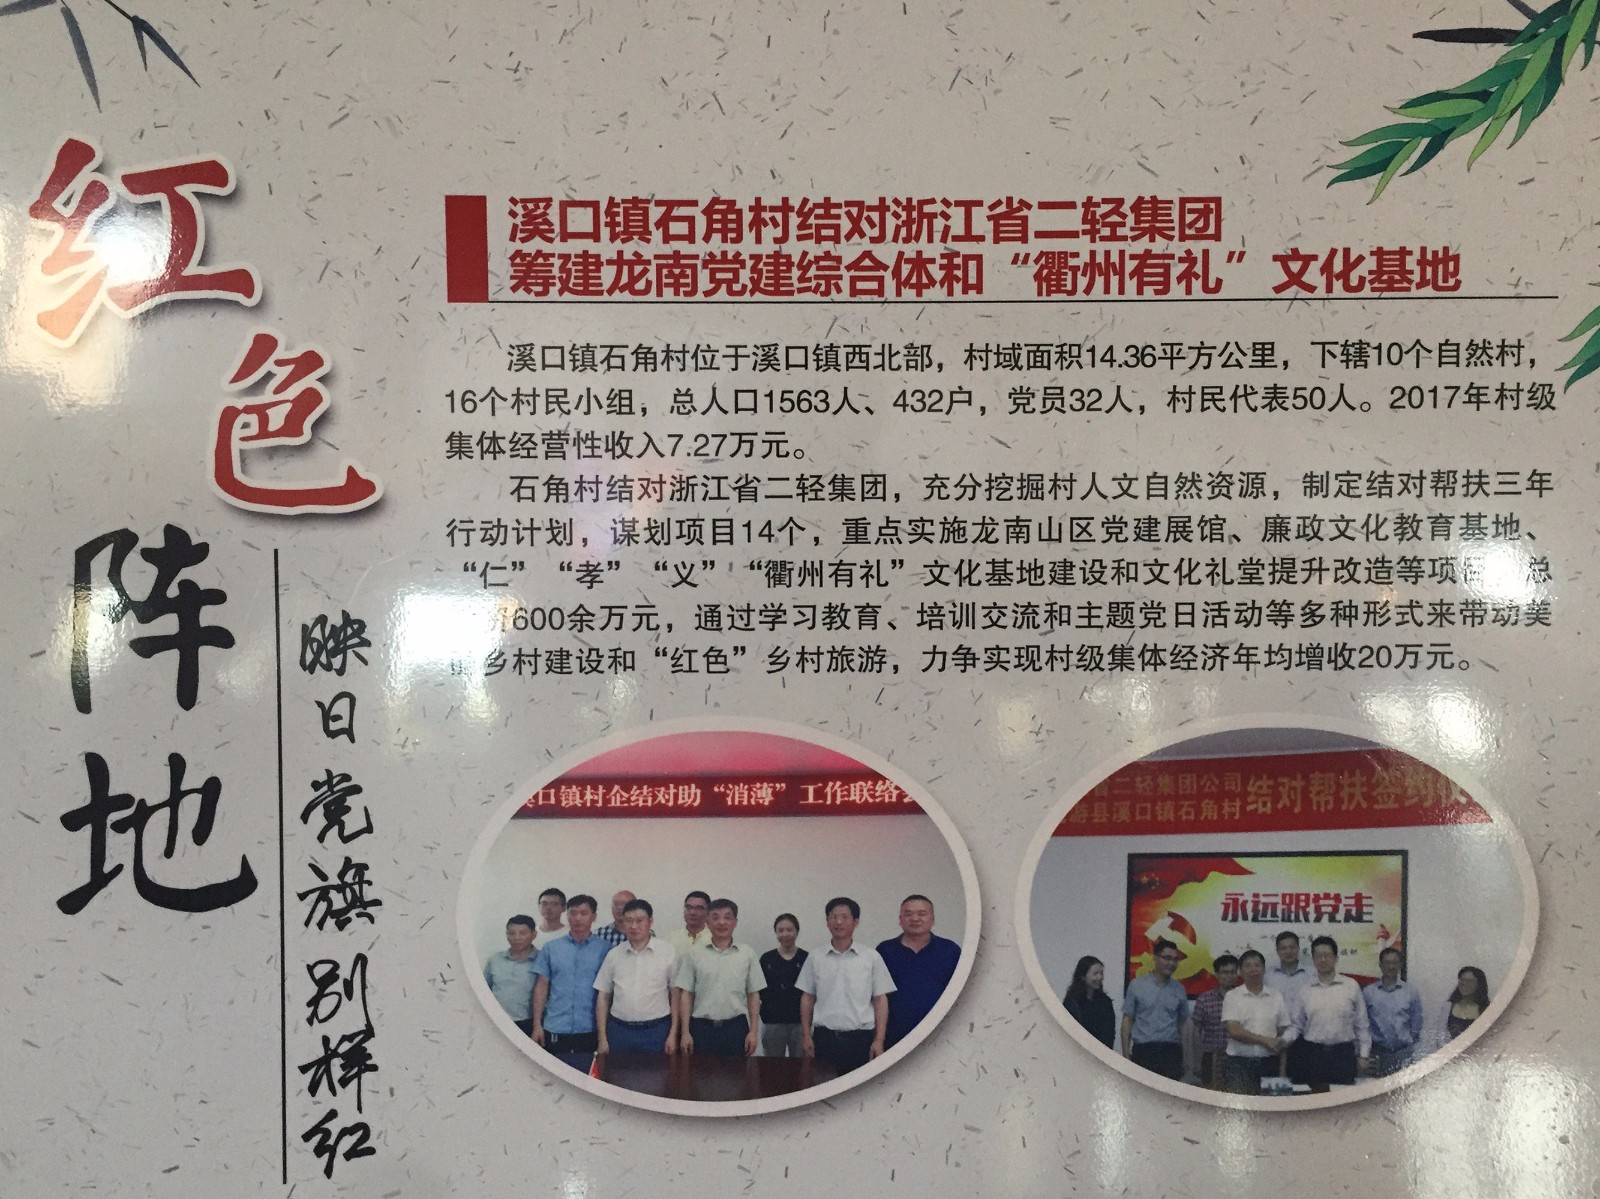 红色阵地
映日党旗别样红
溪口镇石角村结对浙江省二轻集团
筹建龙南党建综合体和“衢州有礼”文化基地
溪口镇石角村位于溪口镇西北部，村域面积14.36平方公里，下辖10个自然村，
16个村民小组，总人口1563人、432户，党员32人，村民代表50人。2017年村级
集体经营性收入7.27万元。
石角村结对浙江省二轻集团，充分挖掘村人文自然资源，制定结对帮扶三年
行动计划，谋划项目14个，重点实施龙南山区党建展馆、廉政文化教育基地、
“仁”“孝”“义”“衢州有礼”文化基地建设和文化礼堂提升改造等项 总
600余万元，通过学习教育、培训交流和主题党日活动等多种形式来带动美
乡村建设和“红色”乡村旅游，力争实现村级集体经济年均增收20万元。
口镇村企结对助“消薄”工作联络
省二轻集团公司
游县溪口镇石角村
结对帮扶签约
永远跟党走